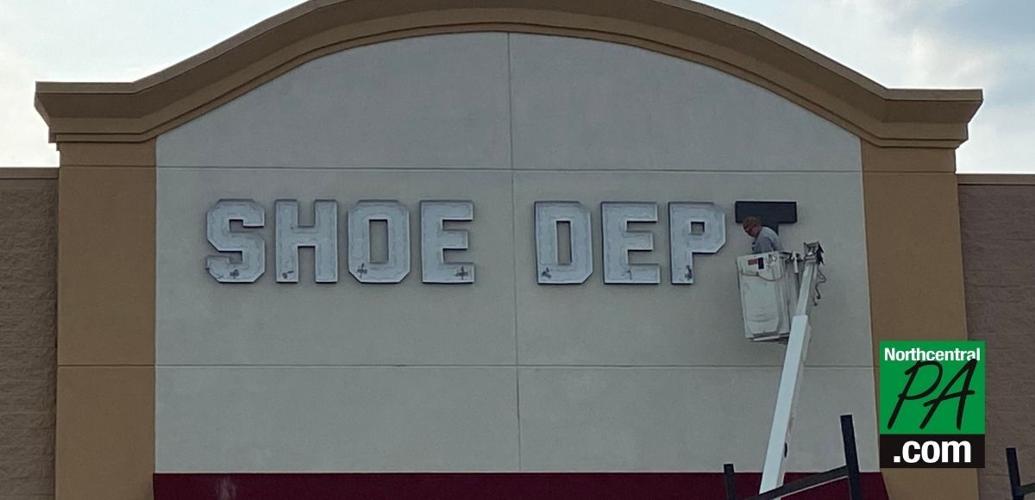 SHOE DEPT
Northcentral
PA
.com